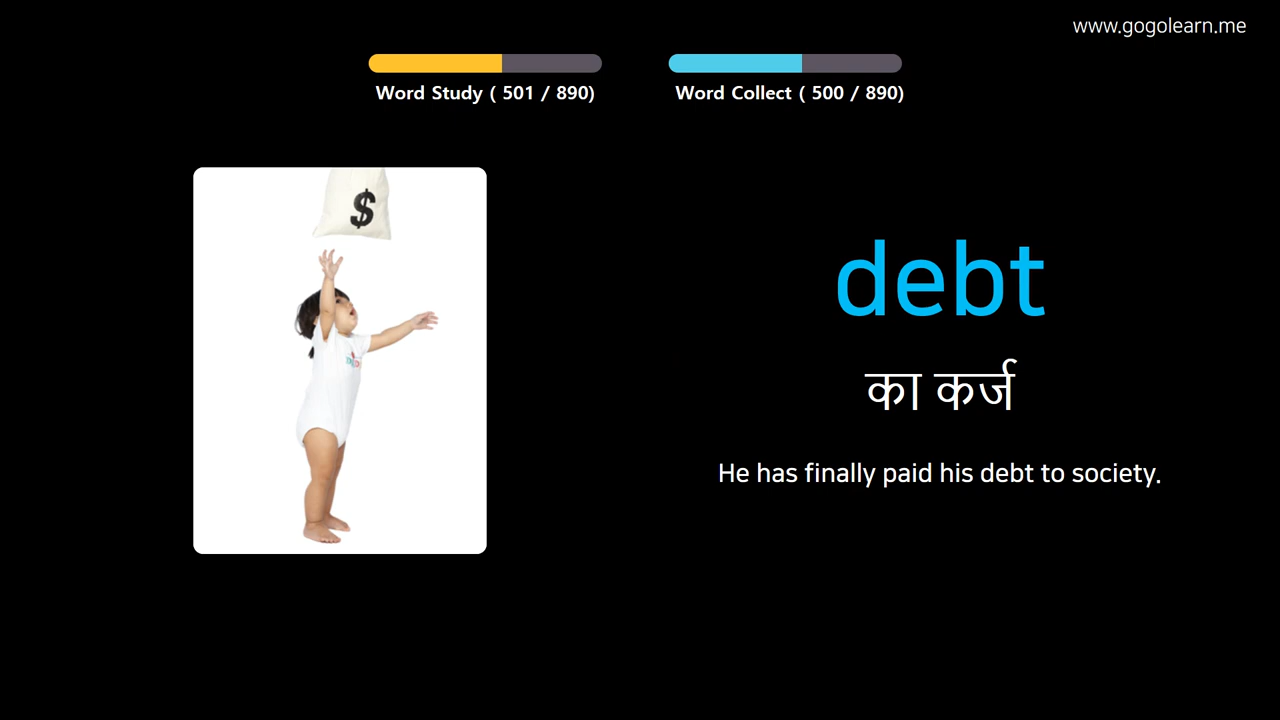 www.gogolearn.me
Word Study ( 501 / 890)
Word Collect ( 500 / 890)
$
debt
का कर्ज
He has finally paid his debt to society.